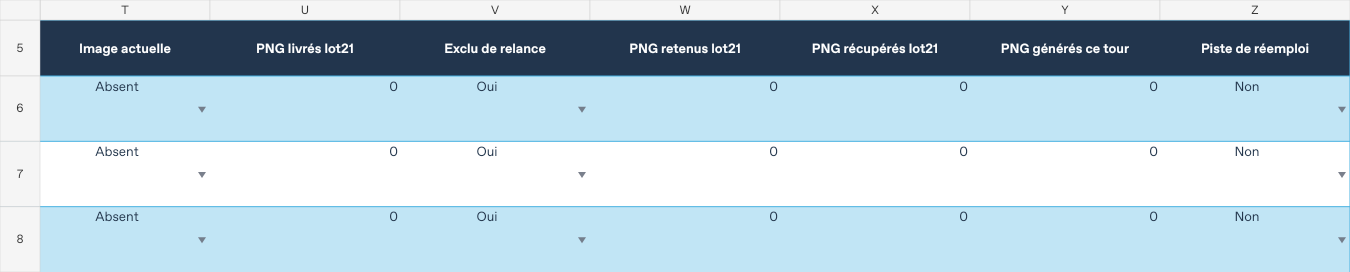 T U V W X Y Z
5 Image actuelle PNG livrés lot21 Exclu de relance PNG retenus lot21 PNG récupérés lot21 PNG générés ce tour Piste de réemploi
6 Absent 0 Oui 0 0 0 Non
7 Absent 0 Oui 0 0 0 Non
8 Absent 0 Oui 0 0 0 Non